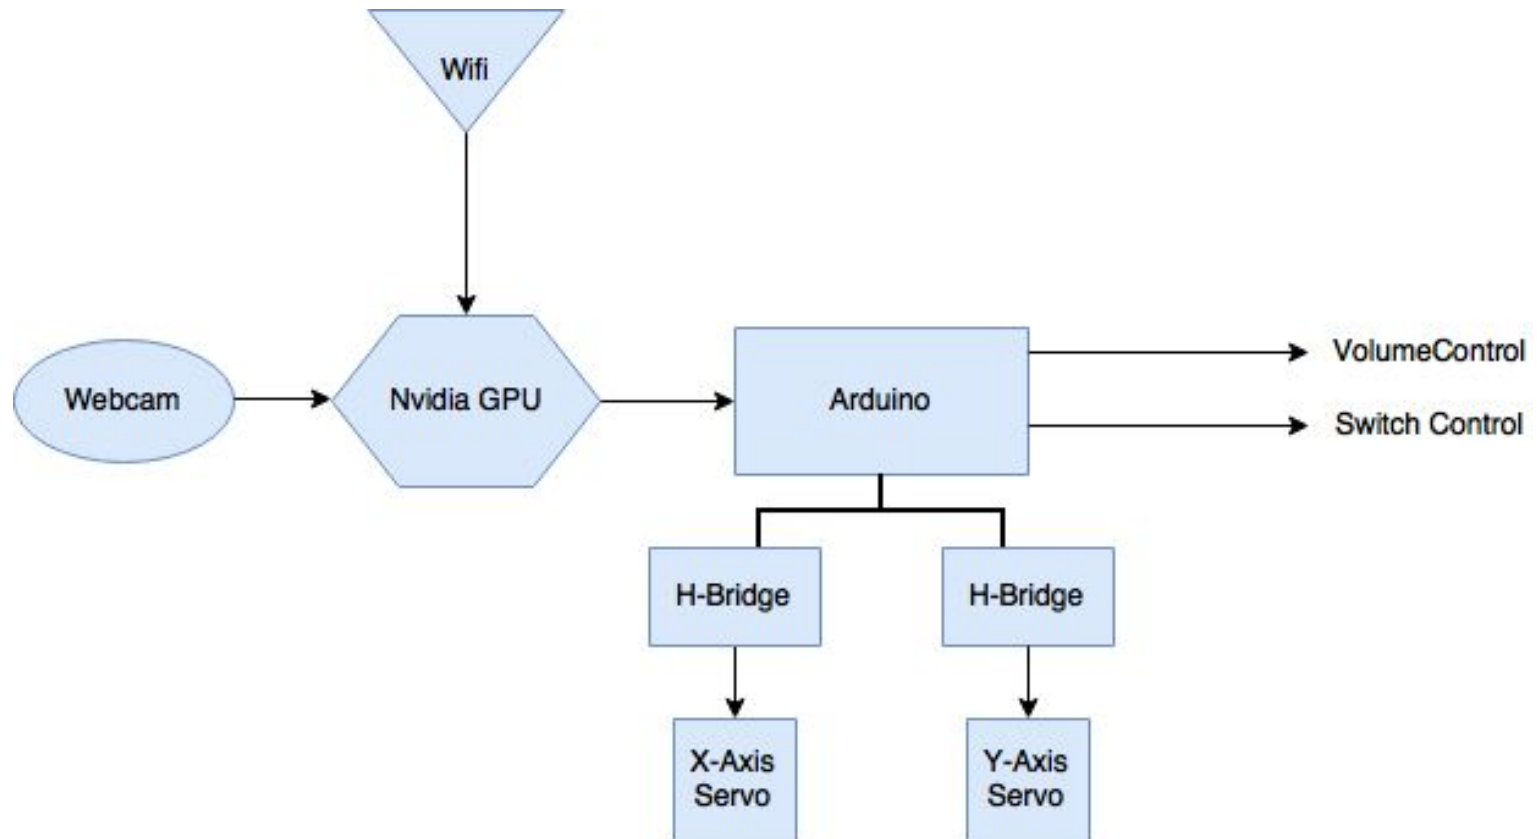 Wifi
Webcam
Nvidia GPU
Arduino
VolumeControl
Switch Control
H-Bridge
H-Bridge
X-Axis
Servo
Y-Axis
Servo